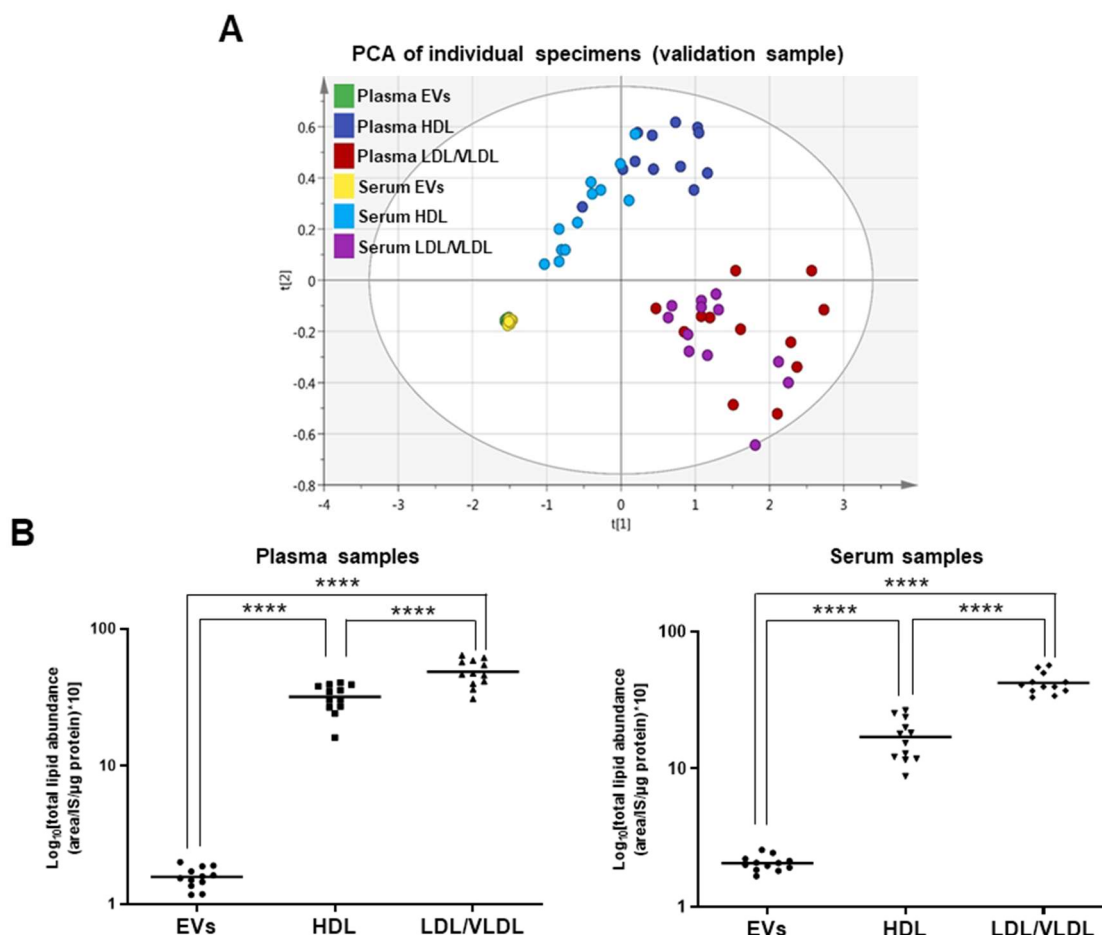 A
PCA of individual specimens (validation sample)
Plasma EVs
Plasma HDL
Plasma LDL/VLDL
Serum EVs
Serum HDL
Serum LDL/VLDL
0.6
0.4
0.2
0
-0.2
-0.4
-0.6
-0.8
t[2]
-4 -3 -2 -1 0 1 2 3
t[1]
B
Plasma samples
****
**** ****
100
10
1
Log₁₀[total lipid abundance
(area/IS/µg protein)*10]
EVs HDL LDL/VLDL
Serum samples
****
**** ****
100
10
1
Log₁₀[total lipid abundance
(area/IS/µg protein)*10]
EVs HDL LDL/VLDL